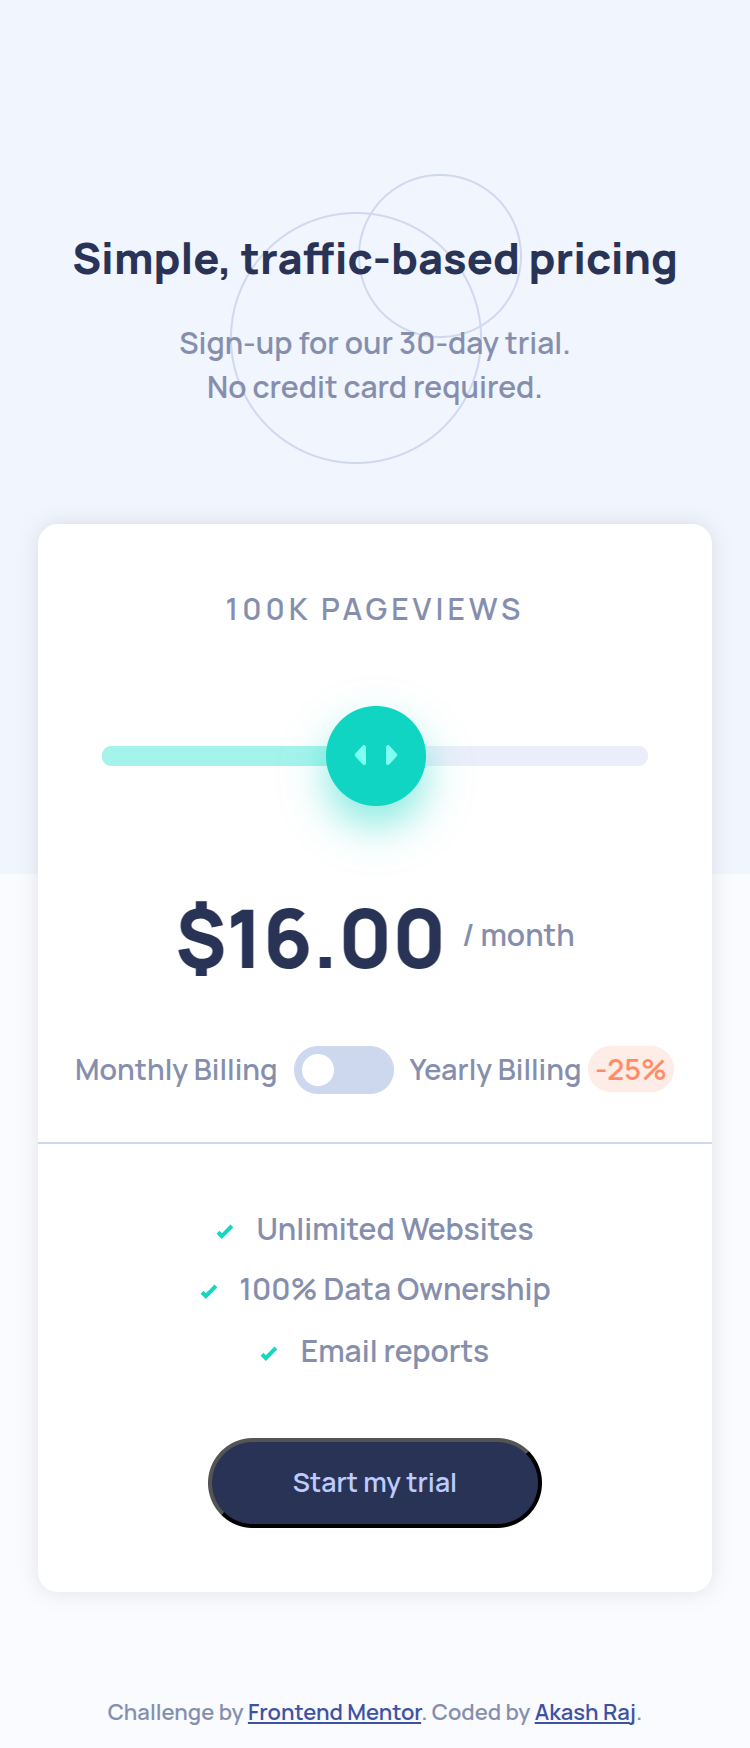 Simple, traffic-based pricing
Sign-up for our 30-day trial.
No credit card required.
100K PAGEVIEWS
$16.00 / month
Monthly Billing Yearly Billing -25%
Unlimited Websites
100% Data Ownership
Email reports
Start my trial
Challenge by Frontend Mentor. Coded by Akash Raj.